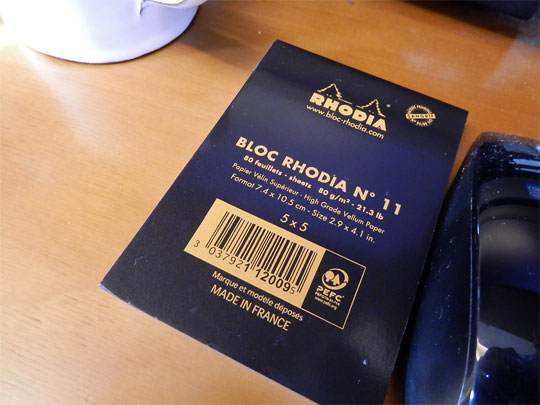 RHODIA
www.bloc-rhodia.com
BLOC RHODIA N° 11
80 feuillets - sheets 80 g/m² - 21.3 lb
Papier Vélin Supérieur - High Grade Vellum Paper
Format 7.4 x 10.5 cm - Size 2.9 x 4.1 in.
5 x 5
3 037921 120095
PEFC
Marque et modèle déposés
MADE IN FRANCE